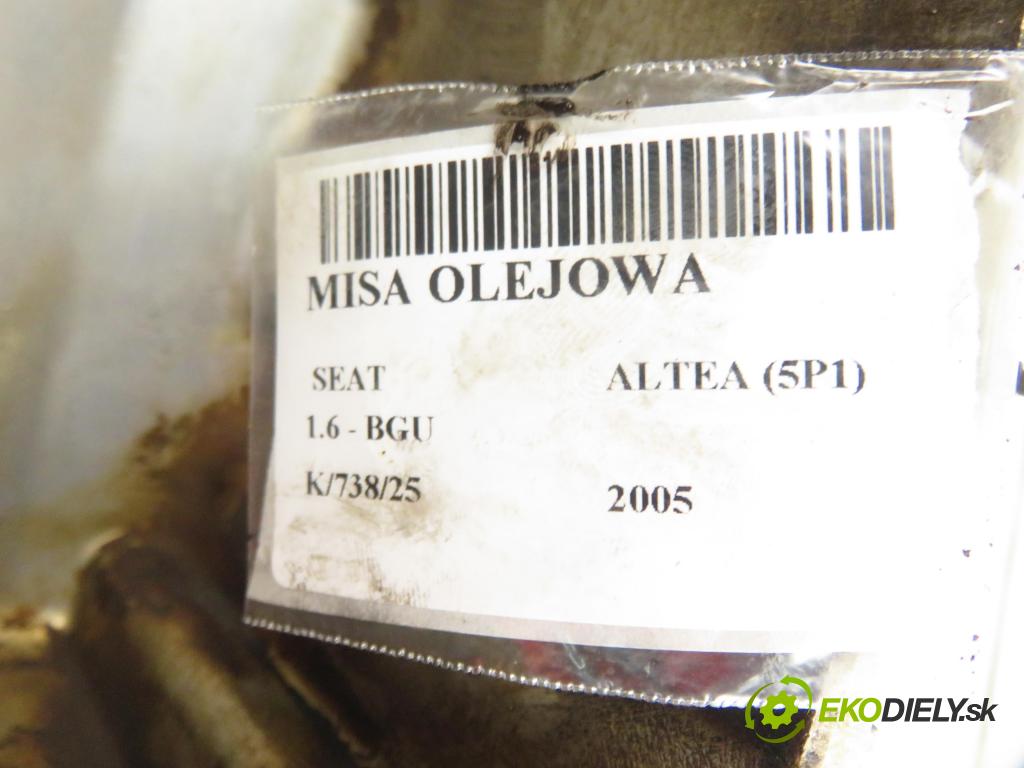 MISA OLEJOWA
SEAT ALTEA (5P1)
1.6 - BGU
K/738/25 2005
EKODIELY.sk